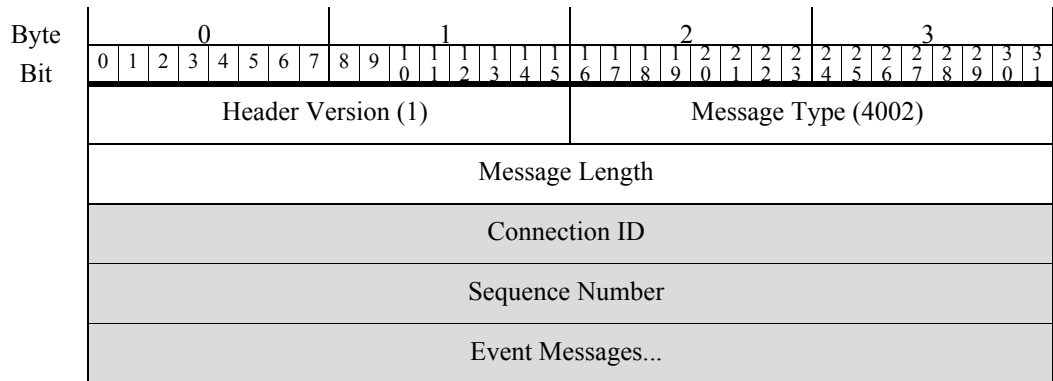 Byte 0 1 2 3
Bit 0 1 2 3 4 5 6 7 8 9 10 11 12 13 14 15 16 17 18 19 20 21 22 23 24 25 26 27 28 29 30 31
Header Version (1) Message Type (4002)
Message Length
Connection ID
Sequence Number
Event Messages...